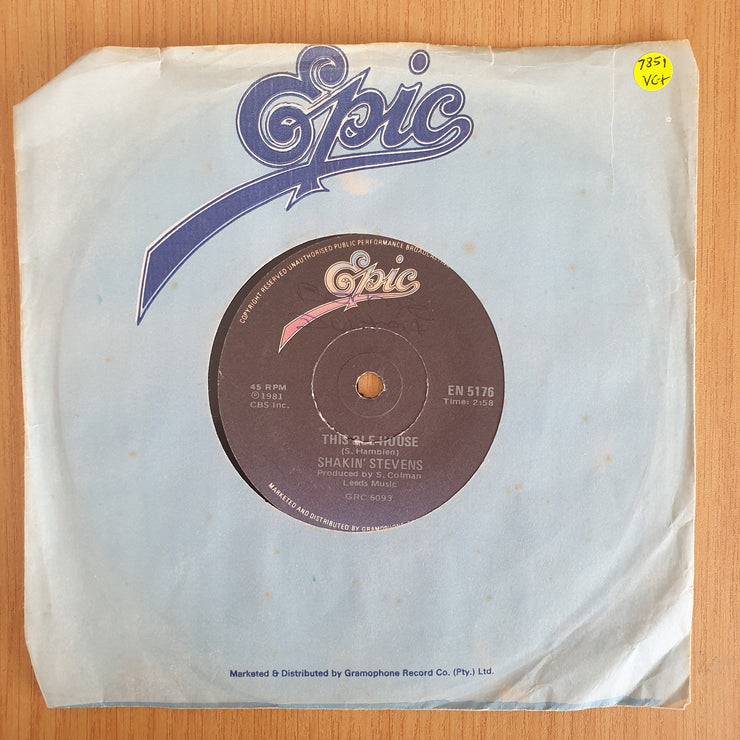 7351
VG+
Epic
COPYRIGHT RESERVED UNAUTHORISED PUBLIC PERFORMANCE BROADCASTIN
Epic
45 RPM
℗1981
CBS Inc.
EN 5176
Time: 2:58
THIS OLE HOUSE
(S. Hamblen)
SHAKIN' STEVENS
Produced by S. Colman
Leeds Music
GRC 6093
MARKETED AND DISTRIBUTED BY GRAMOPHONE
Marketed & Distributed by Gramophone Record Co. (Pty.) Ltd.